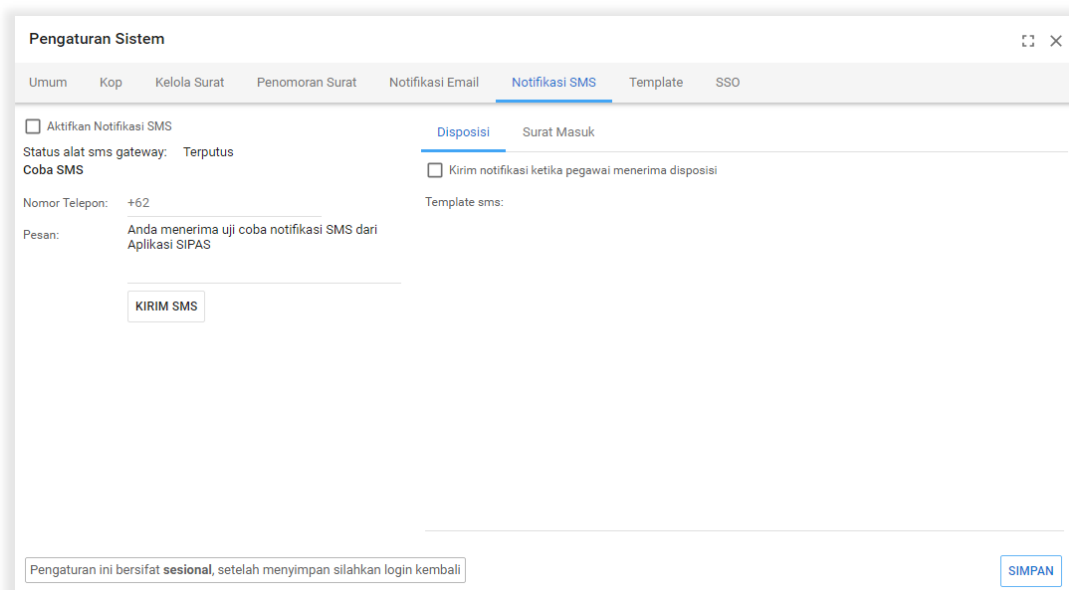 Pengaturan Sistem
Umum Kop Kelola Surat Penomoran Surat Notifikasi Email Notifikasi SMS Template SSO
Aktifkan Notifikasi SMS
Status alat sms gateway: Terputus
Coba SMS
Nomor Telepon: +62
Pesan: Anda menerima uji coba notifikasi SMS dari
Aplikasi SIPAS
KIRIM SMS
Disposisi Surat Masuk
Kirim notifikasi ketika pegawai menerima disposisi
Template sms:
Pengaturan ini bersifat sesional, setelah menyimpan silahkan login kembali
SIMPAN